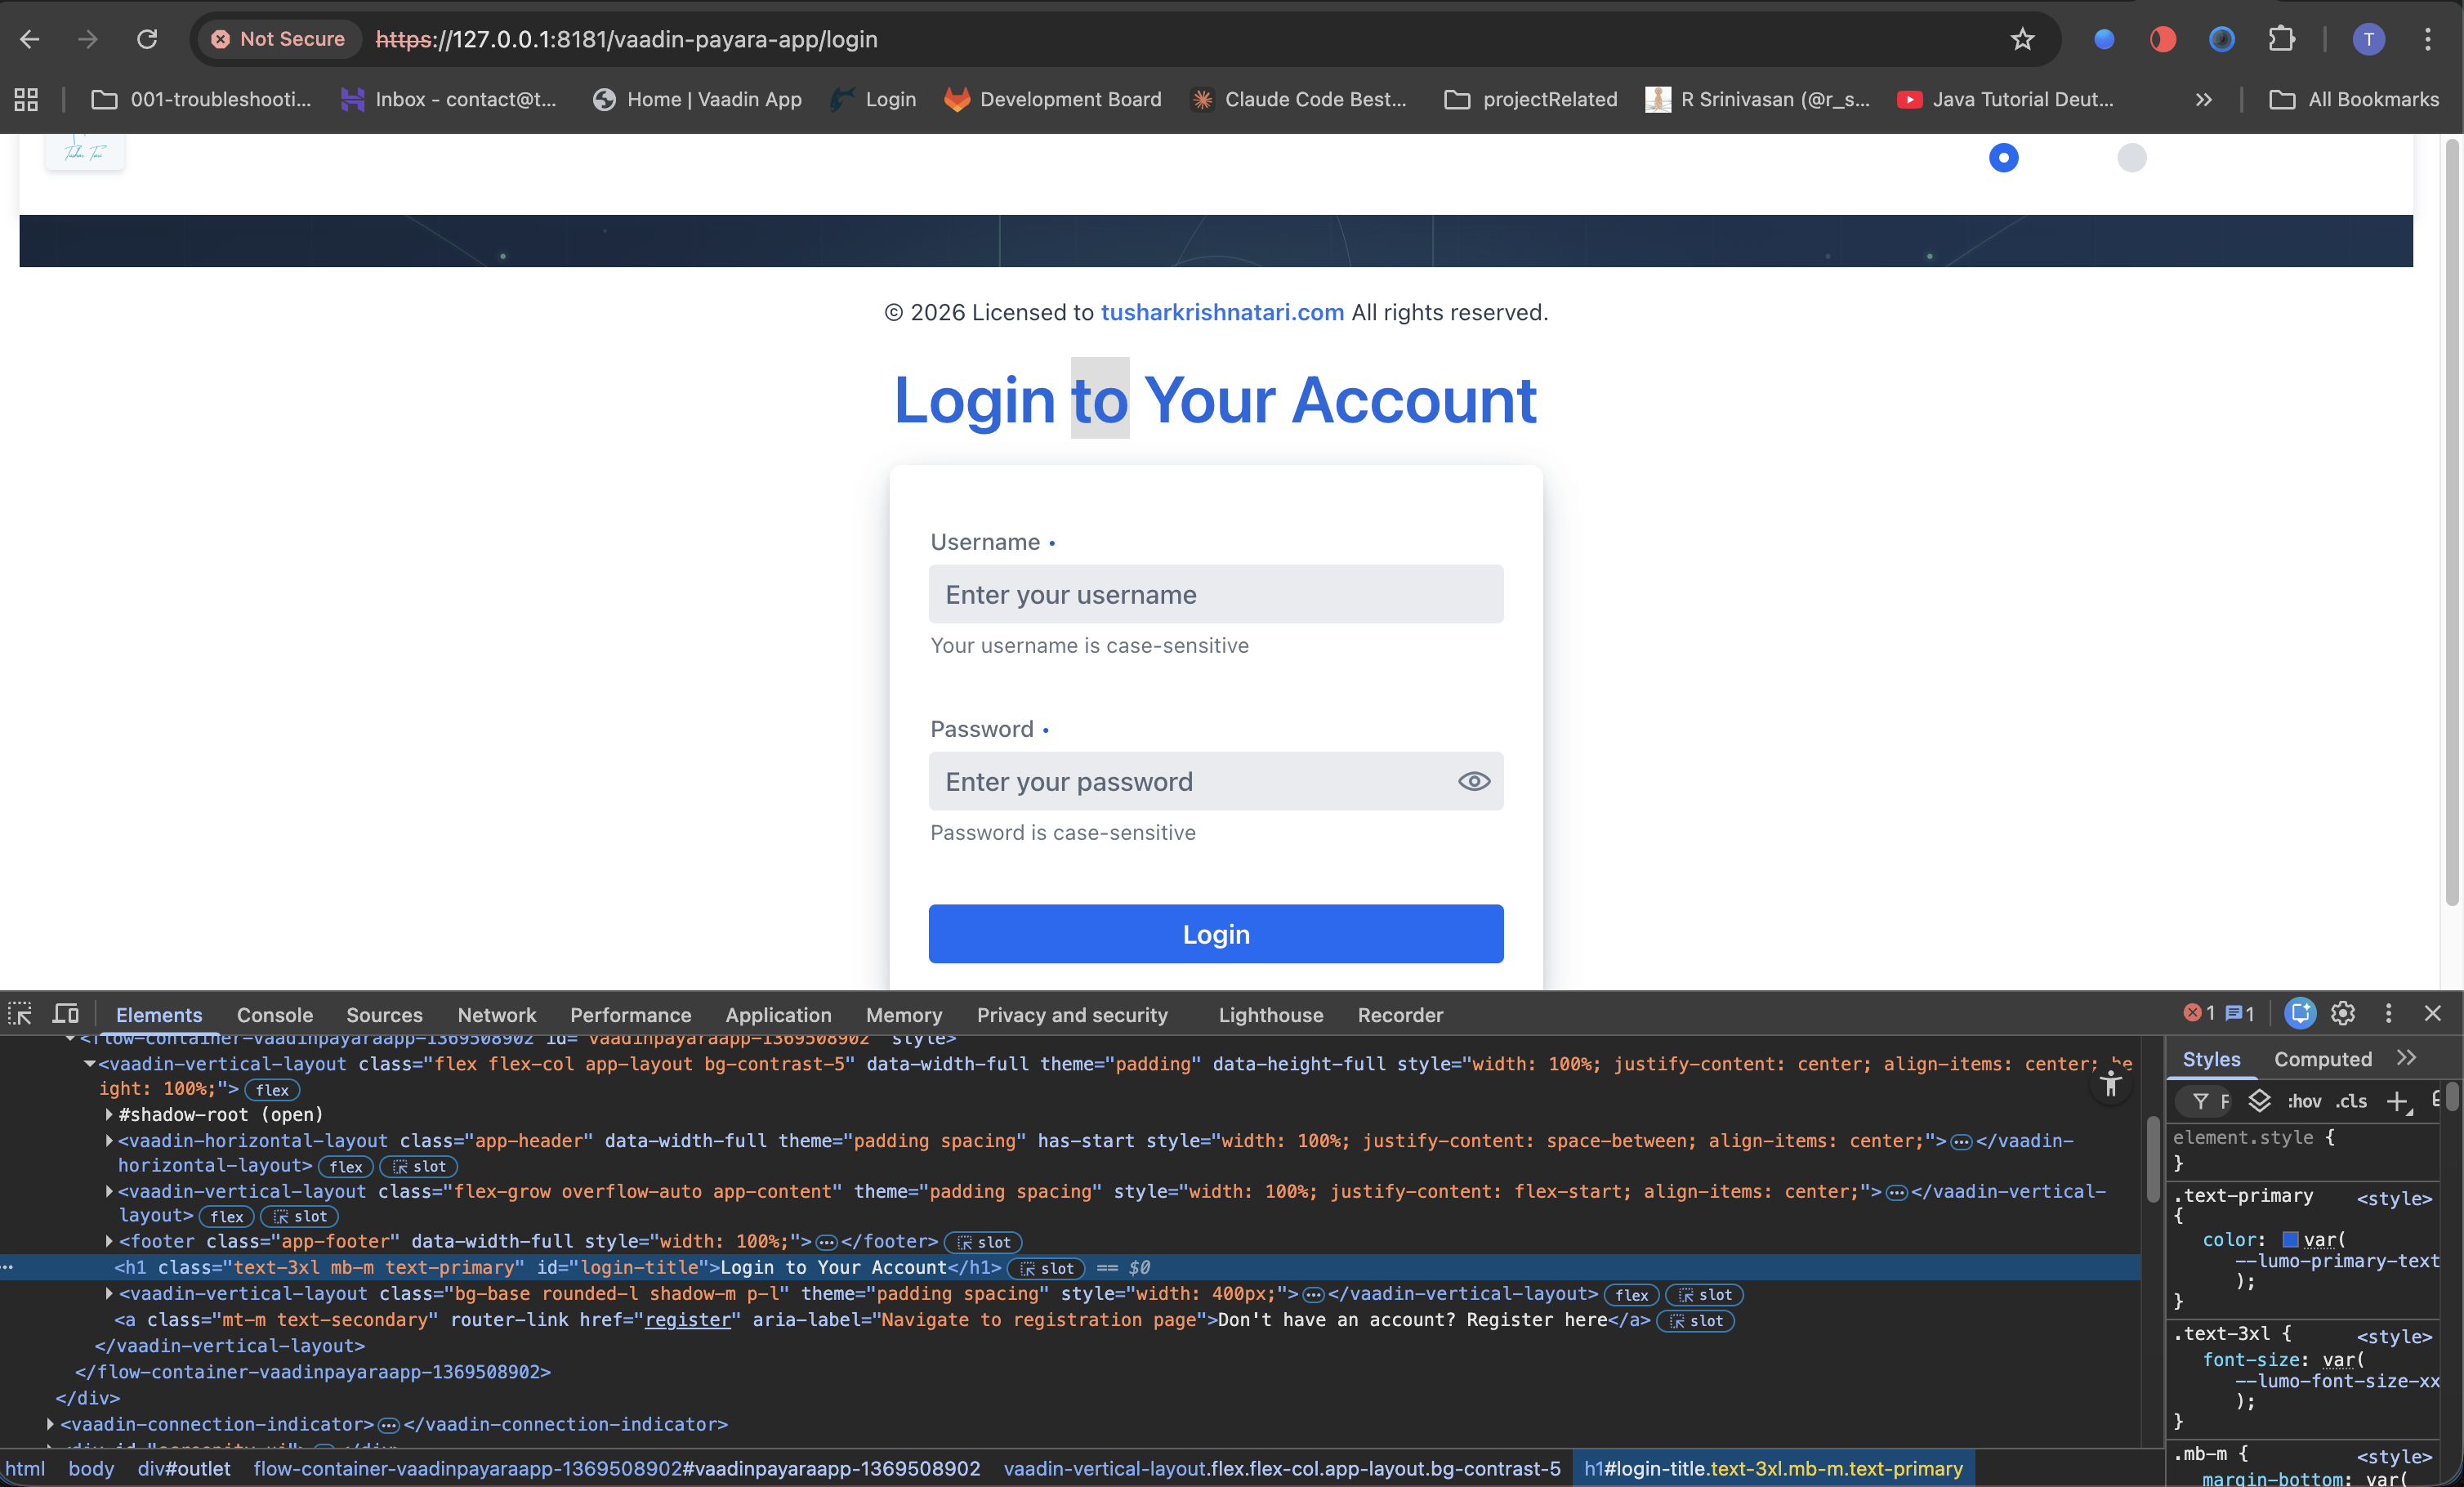 Not Secure https://127.0.0.1:8181/vaadin-payara-app/login T
001-troubleshooti... Inbox - contact@t... Home | Vaadin App Login Development Board Claude Code Best... projectRelated R Srinivasan (@r_s... Java Tutorial Deut... All Bookmarks
Tushar Tari
© 2026 Licensed to tusharkrishnatari.com All rights reserved.
Login to Your Account
Username •
Enter your username
Your username is case-sensitive
Password •
Enter your password
Password is case-sensitive
Login
Elements Console Sources Network Performance Application Memory Privacy and security Lighthouse Recorder 1 1
<flow-container-vaadinpayaraapp-1369508902 id="vaadinpayaraapp-1369508902" style>
<vaadin-vertical-layout class="flex flex-col app-layout bg-contrast-5" data-width-full theme="padding" data-height-full style="width: 100%; justify-content: center; align-items: center; he
ight: 100%;"> flex
#shadow-root (open)
<vaadin-horizontal-layout class="app-header" data-width-full theme="padding spacing" has-start style="width: 100%; justify-content: space-between; align-items: center;">…</vaadin-
horizontal-layout> flex slot
<vaadin-vertical-layout class="flex-grow overflow-auto app-content" theme="padding spacing" style="width: 100%; justify-content: flex-start; align-items: center;">…</vaadin-vertical-
layout> flex slot
<footer class="app-footer" data-width-full style="width: 100%;">…</footer> slot
… <h1 class="text-3xl mb-m text-primary" id="login-title">Login to Your Account</h1> slot == $0
<vaadin-vertical-layout class="bg-base rounded-l shadow-m p-l" theme="padding spacing" style="width: 400px;">…</vaadin-vertical-layout> flex slot
<a class="mt-m text-secondary" router-link href="register" aria-label="Navigate to registration page">Don't have an account? Register here</a> slot
</vaadin-vertical-layout>
</flow-container-vaadinpayaraapp-1369508902>
</div>
<vaadin-connection-indicator>…</vaadin-connection-indicator>
html body div#outlet flow-container-vaadinpayaraapp-1369508902#vaadinpayaraapp-1369508902 vaadin-vertical-layout.flex.flex-col.app-layout.bg-contrast-5 h1#login-title.text-3xl.mb-m.text-primary
Styles Computed
F :hov .cls
element.style {
}
.text-primary <style>
{
color: var(
--lumo-primary-text
);
}
.text-3xl { <style>
font-size: var(
--lumo-font-size-xx
);
}
.mb-m { <style>
margin-bottom: var(